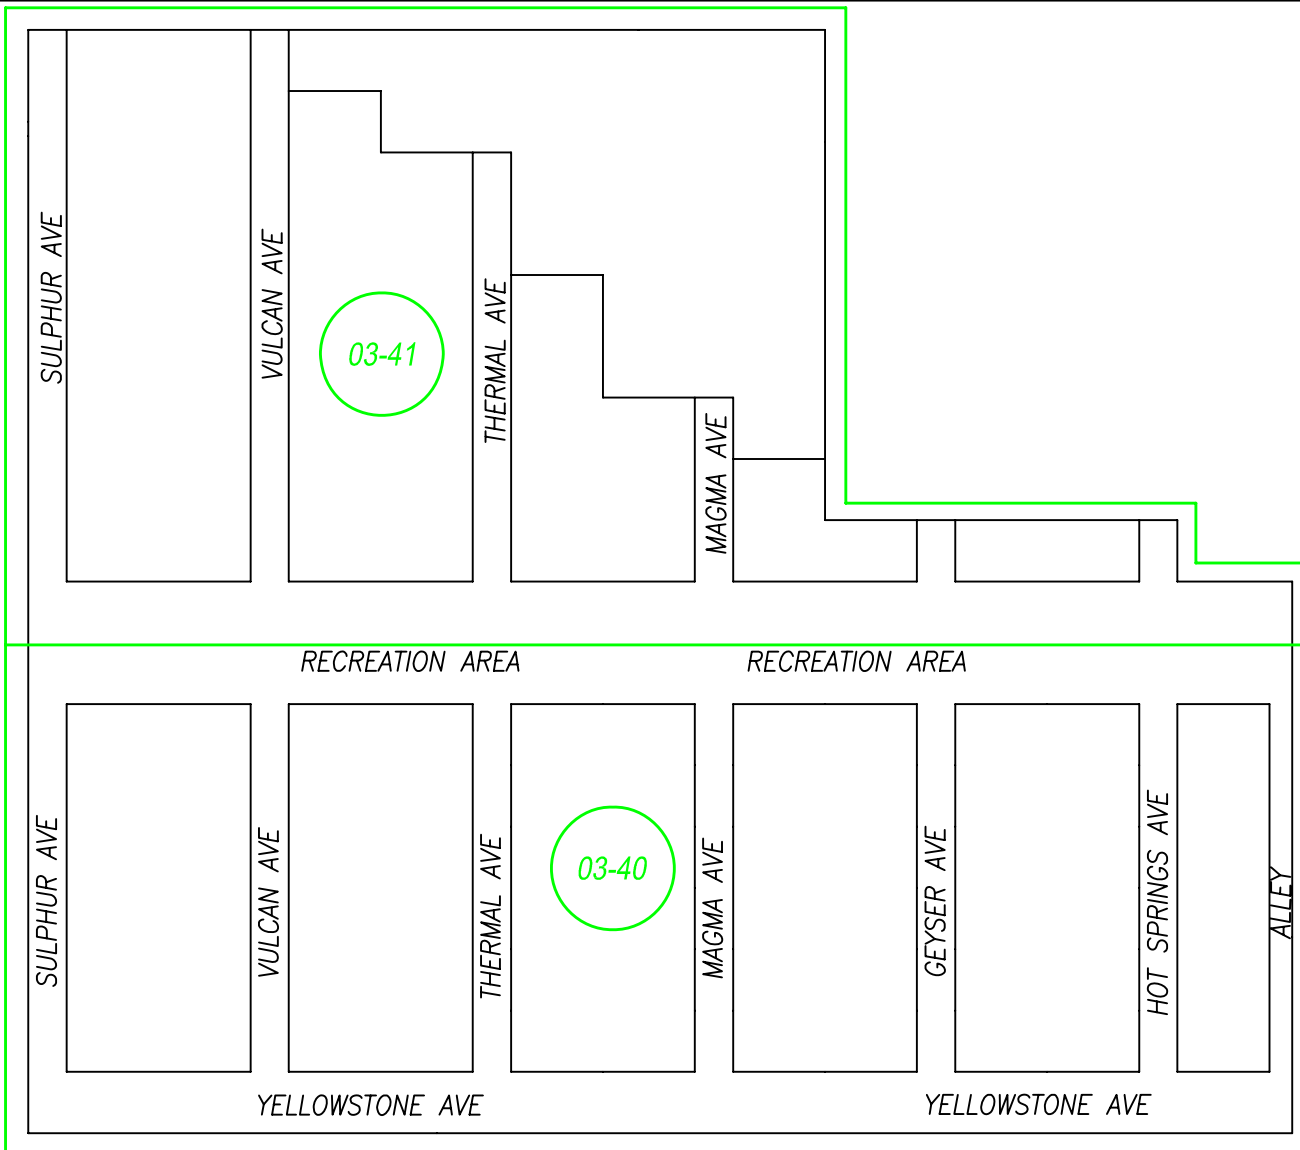 SULPHUR AVE
VULCAN AVE
THERMAL AVE
MAGMA AVE
03-41
RECREATION AREA
RECREATION AREA
SULPHUR AVE
VULCAN AVE
THERMAL AVE
03-40
MAGMA AVE
GEYSER AVE
HOT SPRINGS AVE
ALLEY
YELLOWSTONE AVE
YELLOWSTONE AVE